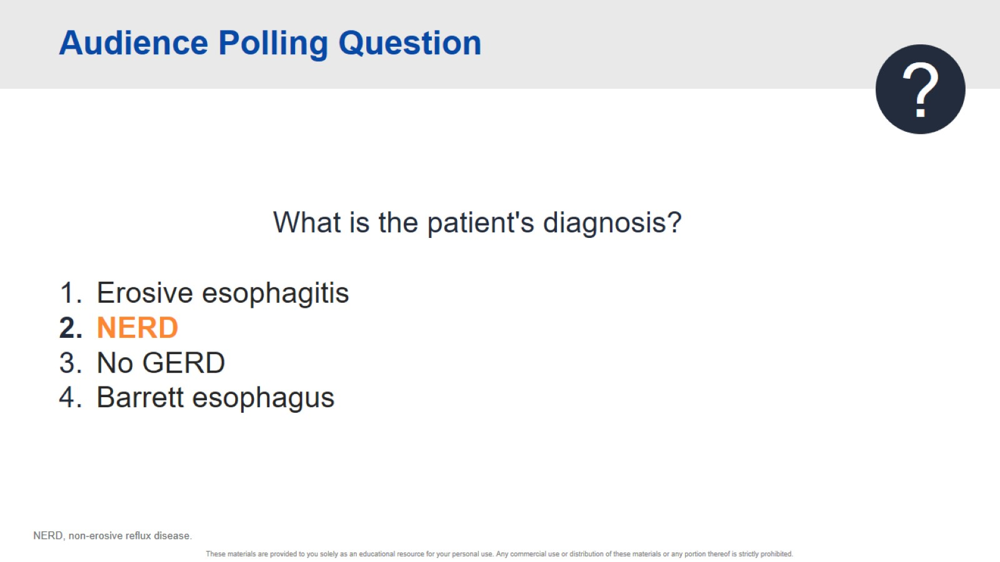 Audience Polling Question
?
What is the patient's diagnosis?
1. Erosive esophagitis
2. NERD
3. No GERD
4. Barrett esophagus
NERD, non-erosive reflux disease.
These materials are provided to you solely as an educational resource for your personal use. Any commercial use or distribution of these materials or any portion thereof is strictly prohibited.